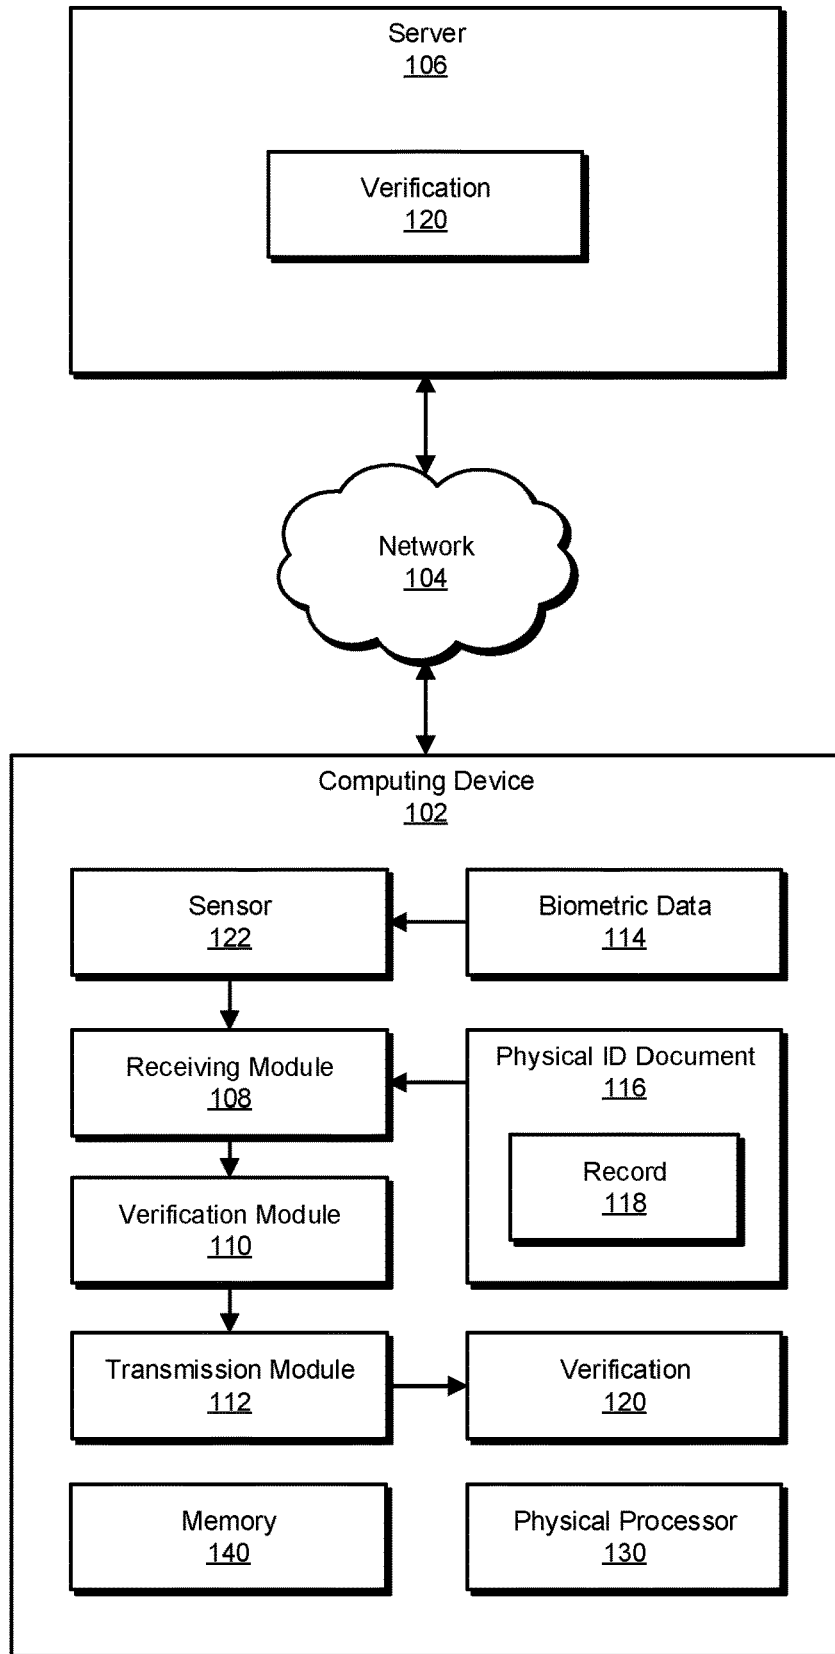 Server
106
Verification
120
Network
104
Computing Device
102
Sensor
122
Biometric Data
114
Receiving Module
108
Physical ID Document
116
Record
118
Verification Module
110
Transmission Module
112
Verification
120
Memory
140
Physical Processor
130